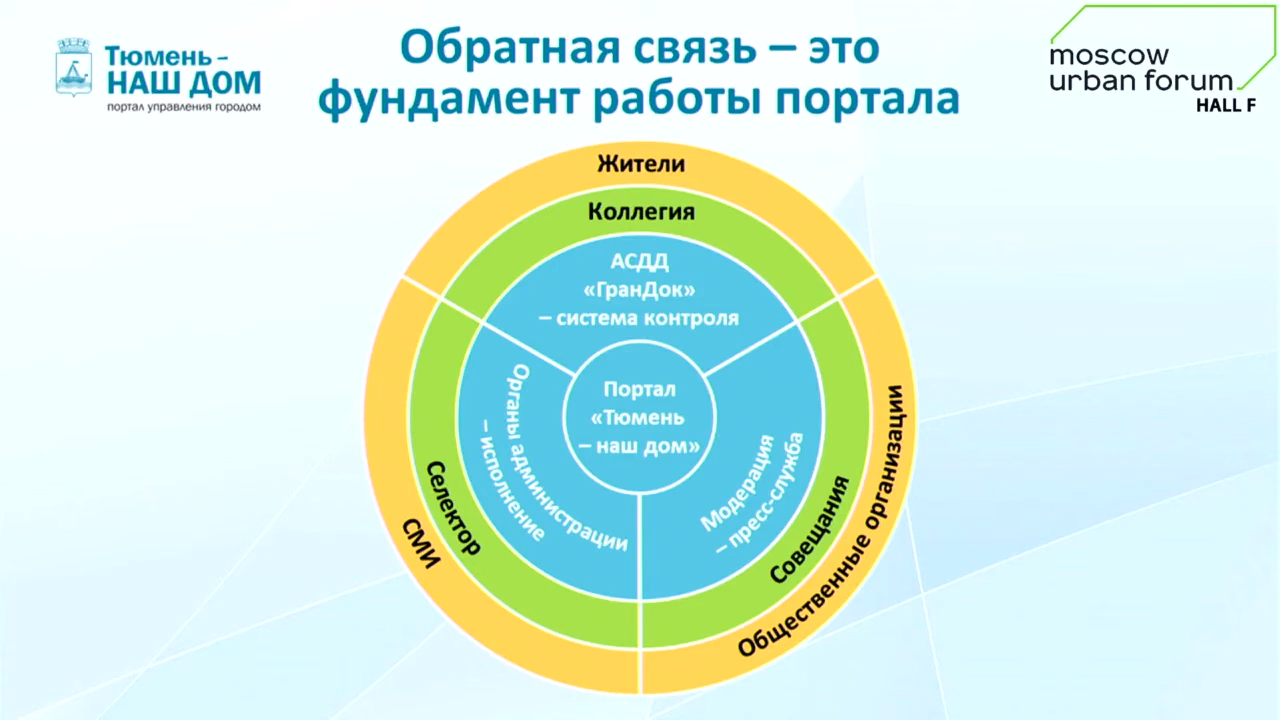 Тюмень –
НАШ ДОМ
портал управления городом
Обратная связь – это
фундамент работы портала
moscow
urban forum
HALL F
Жители
Коллегия
АСДД
«ГранДок»
– система контроля
Портал
«Тюмень
– наш дом»
Органы администрации
– исполнение
Модерация
– пресс-служба
Селектор
СМИ
Совещания
Общественные организации